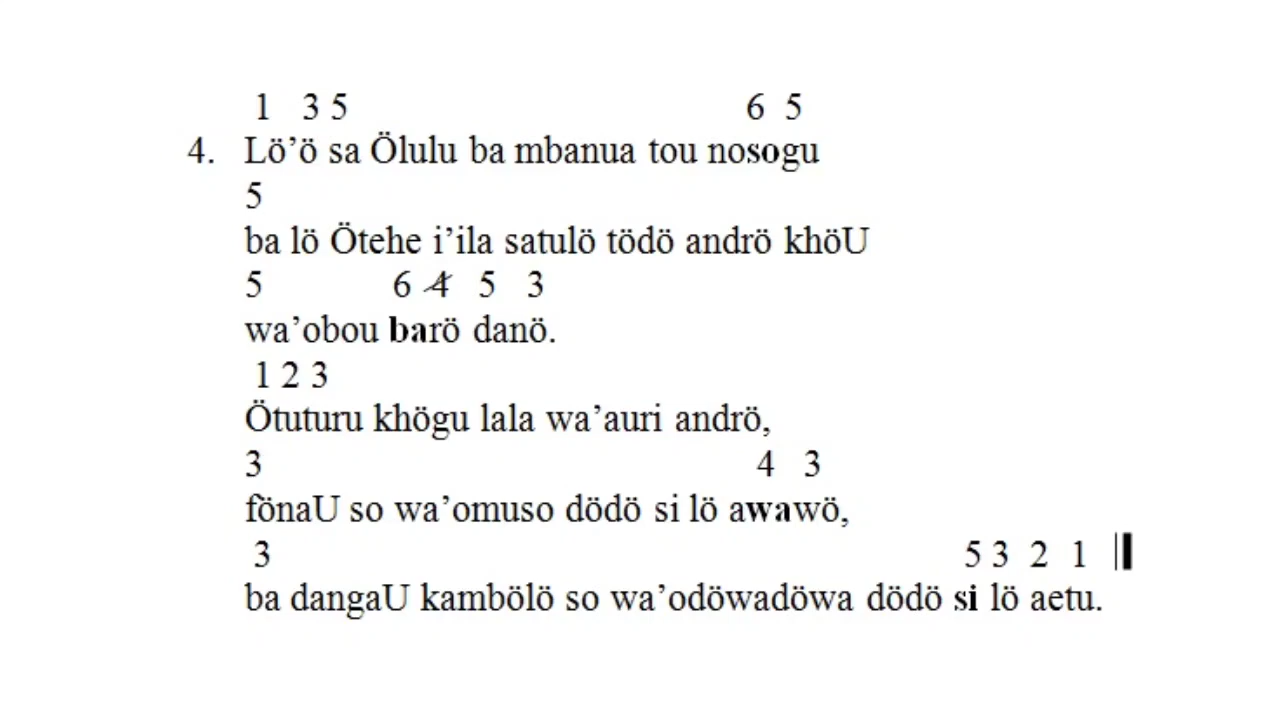 1 3 5 6 5
4. Lö’ö sa Ölulu ba mbanua tou nosogu
5
ba lö Ötehe i’ila satulö tödö andrö khöU
5 6 4̸ 5 3
wa’obou barö danö.
1 2 3
Ötuturu khögu lala wa’auri andrö,
3 4 3
fönaU so wa’omuso dödö si lö awawö,
3 5 3 2 1
ba dangaU kambölö so wa’odöwadöwa dödö si lö aetu.